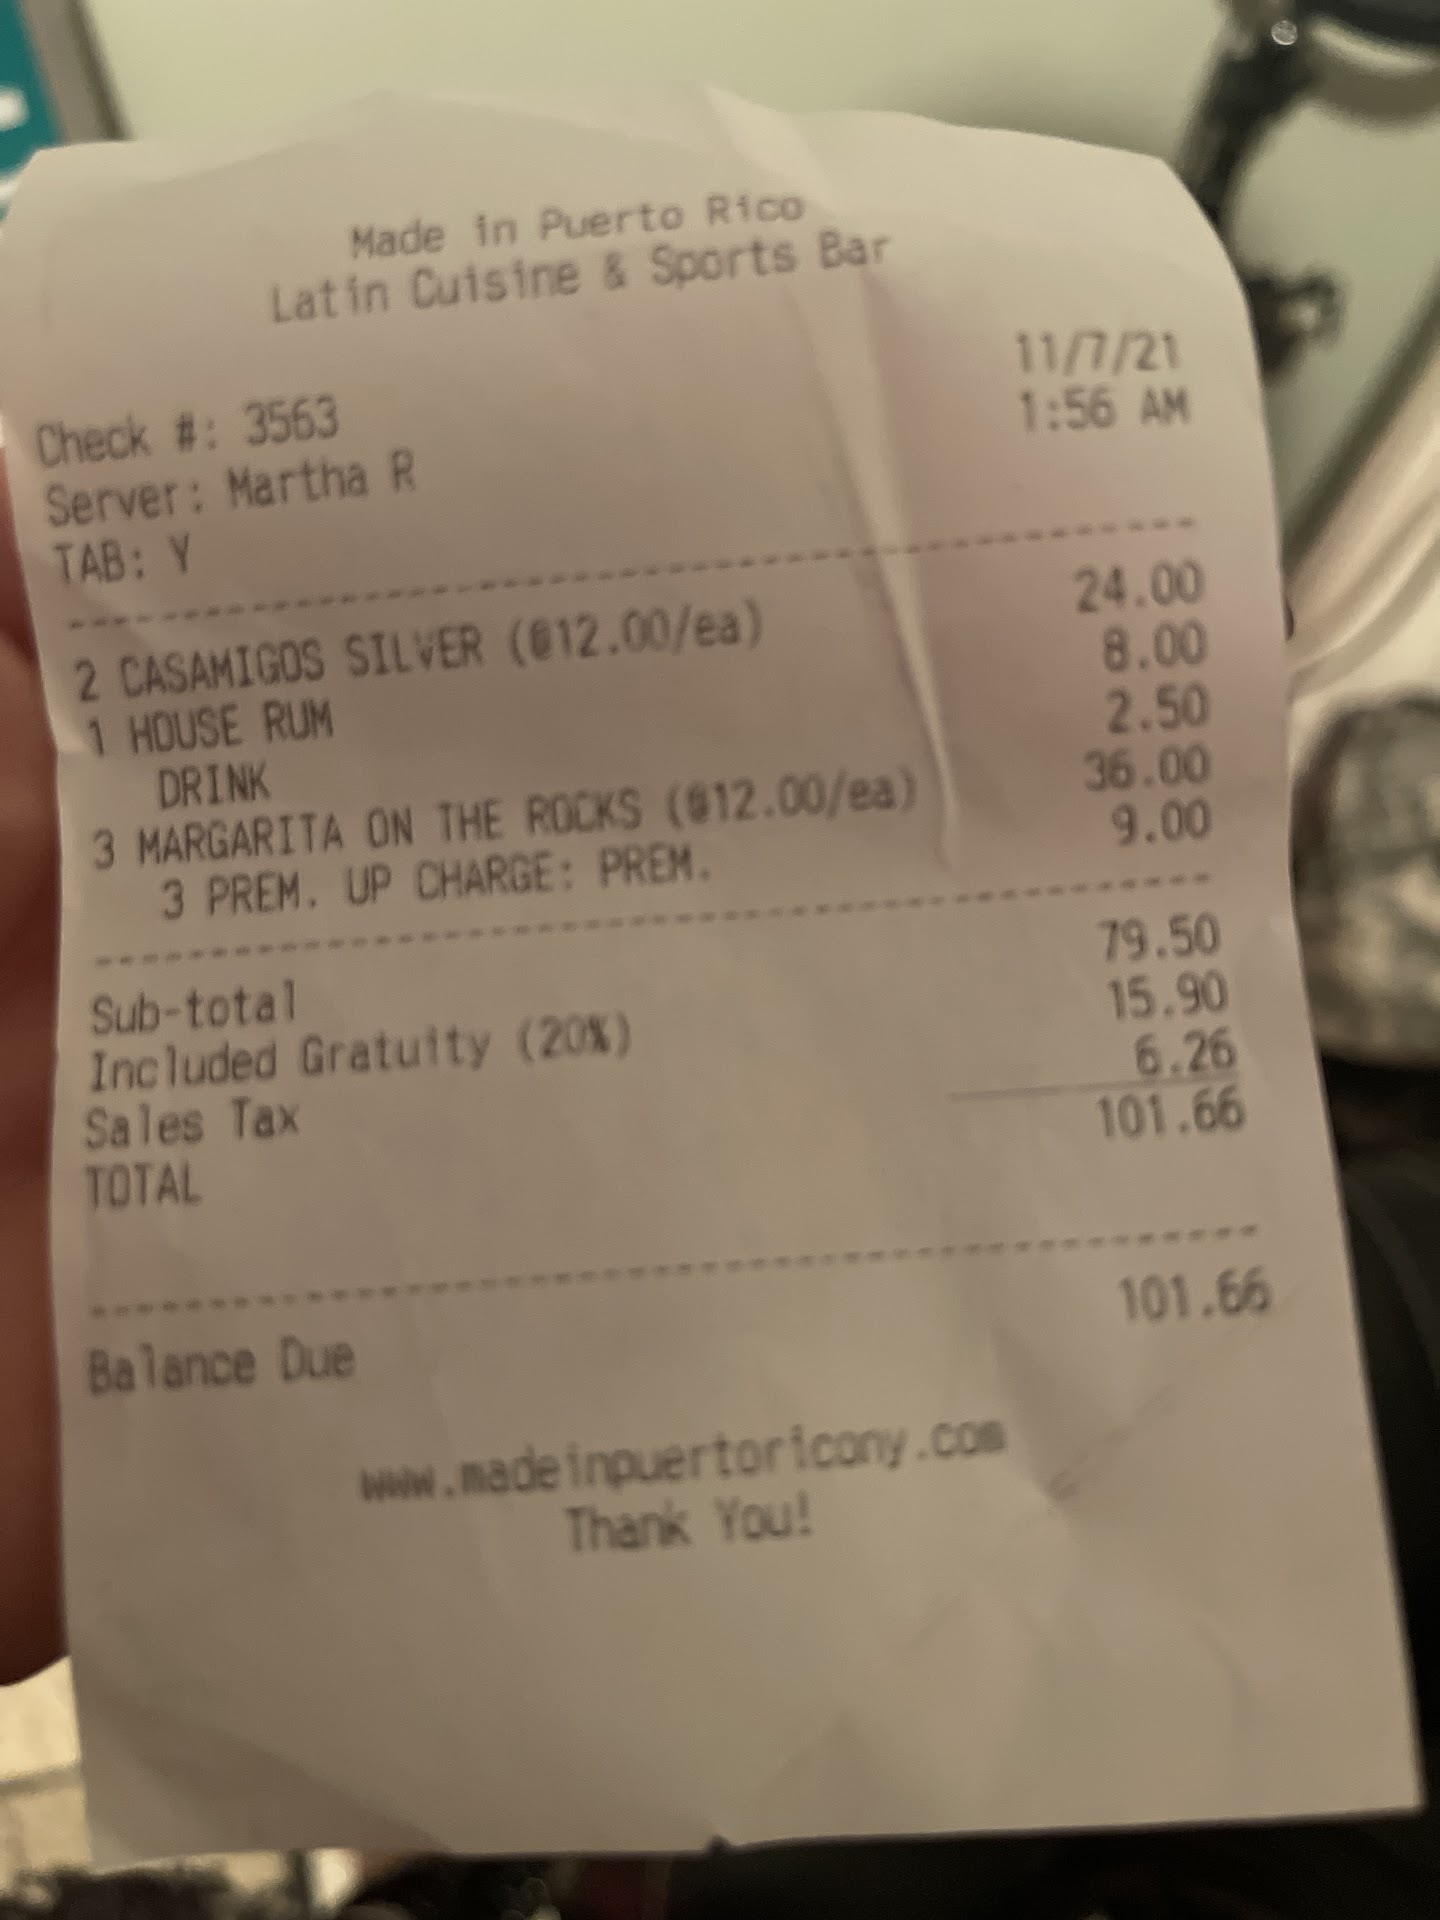 Made in Puerto Rico
Latin Cuisine & Sports Bar
11/7/21
Check #: 3563 1:56 AM
Server: Martha R
TAB: Y
2 CASAMIGOS SILVER (@12.00/ea) 24.00
1 HOUSE RUM 8.00
DRINK 2.50
3 MARGARITA ON THE ROCKS (@12.00/ea) 36.00
3 PREM. UP CHARGE: PREM. 9.00
Sub-total 79.50
Included Gratuity (20%) 15.90
Sales Tax 6.26
TOTAL 101.66
Balance Due 101.66
www.madeinpuertoricony.com
Thank You!